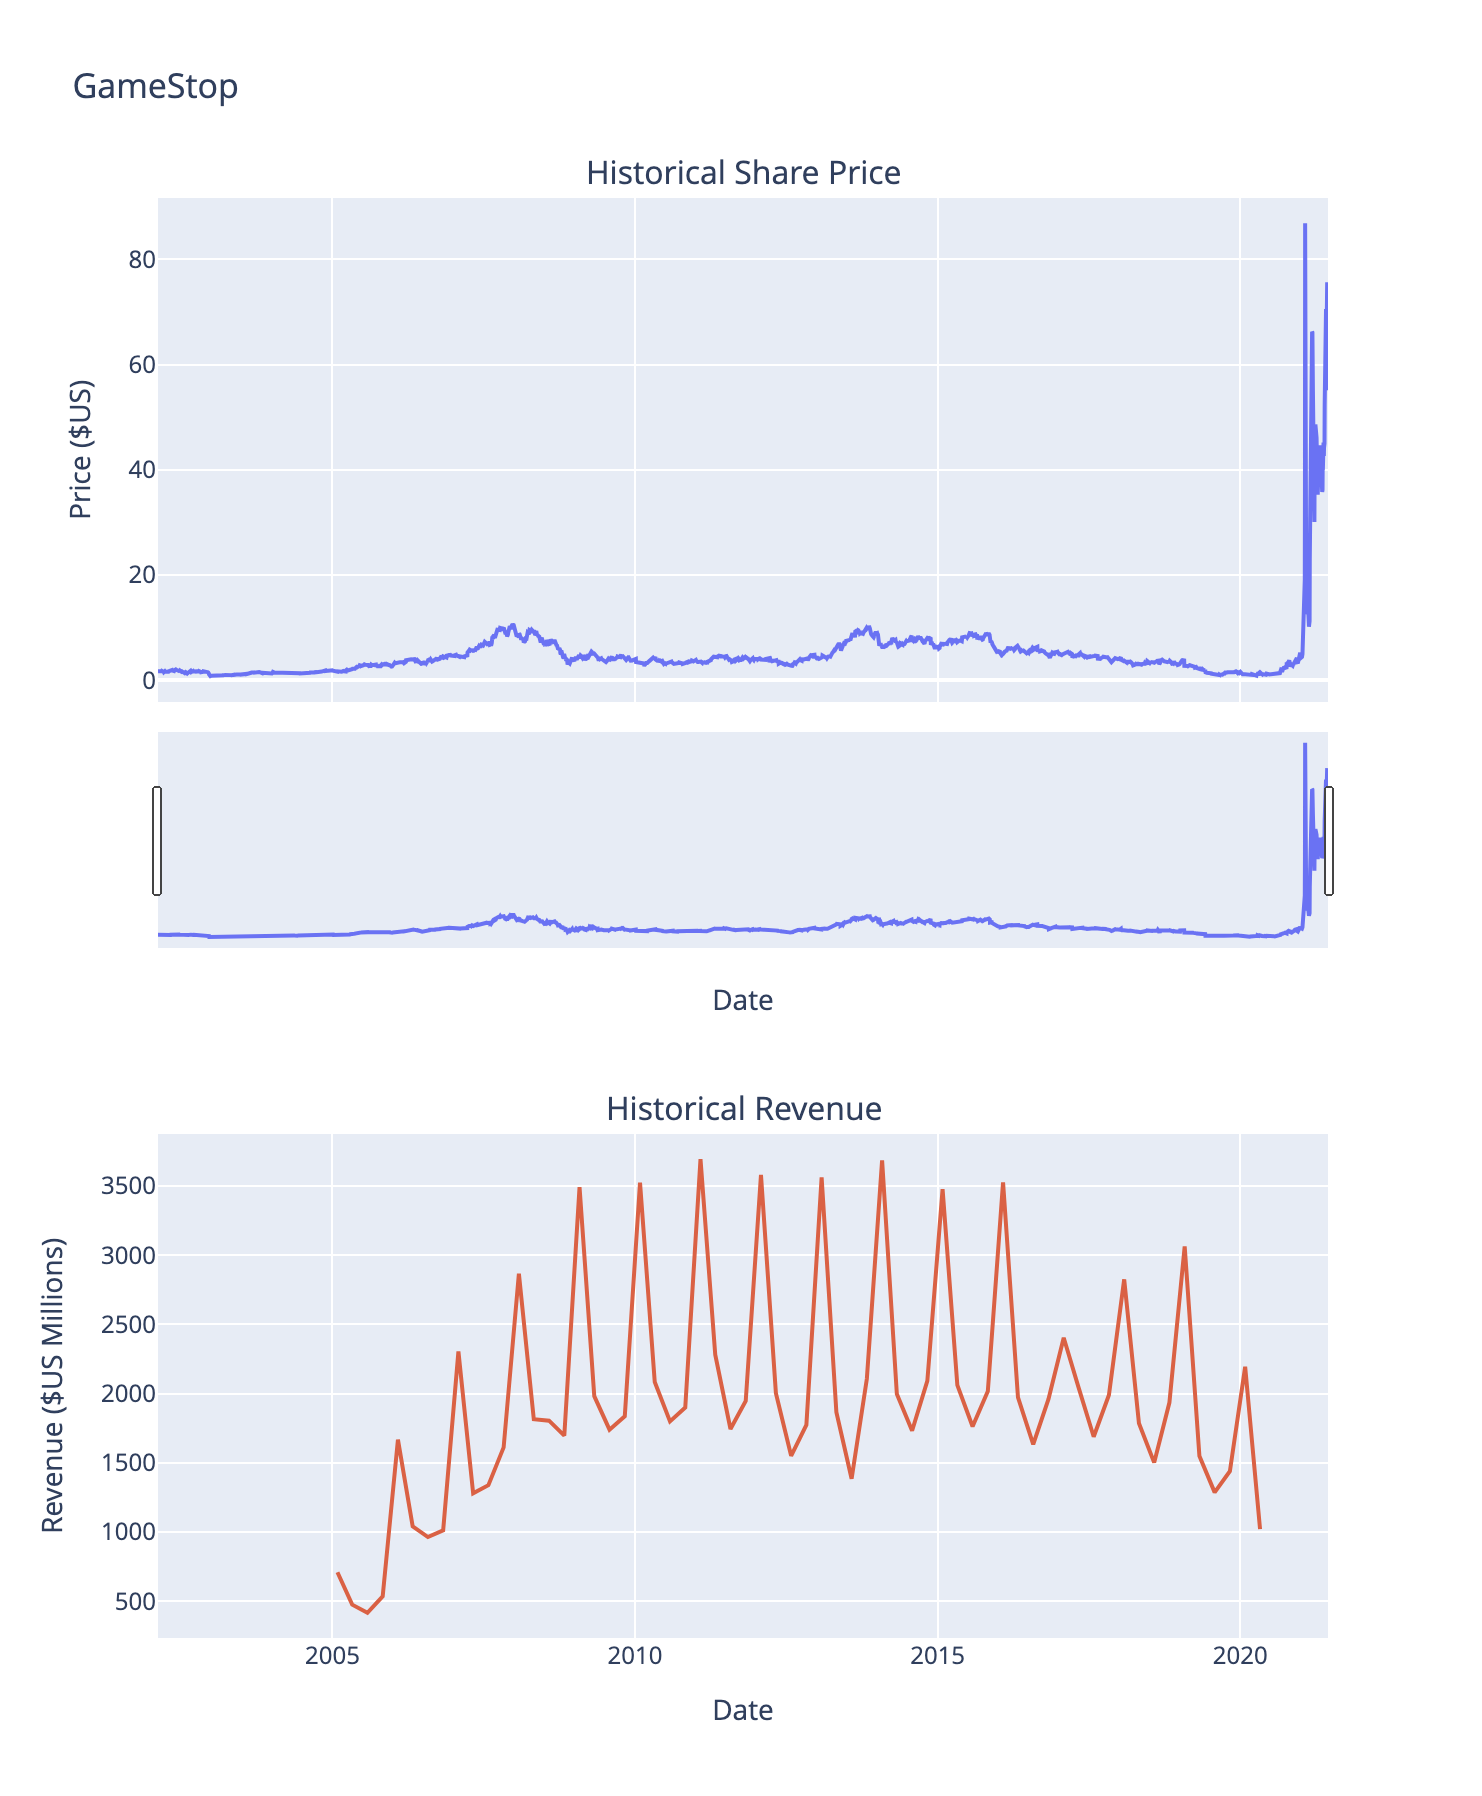 GameStop
Historical Share Price
Price ($US)
80
60
40
20
0
Date
Historical Revenue
Revenue ($US Millions)
3500
3000
2500
2000
1500
1000
500
2005 2010 2015 2020
Date